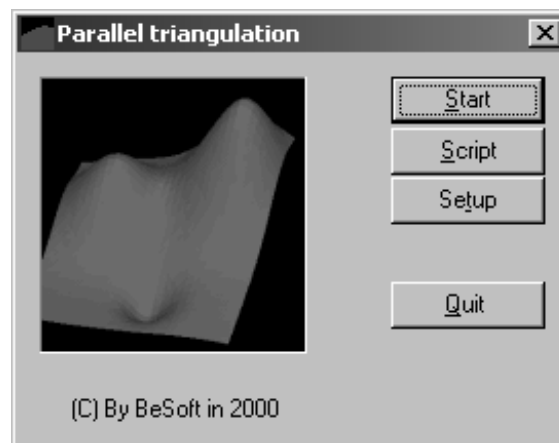 Parallel triangulation
Start
Script
Setup
Quit
(C) By BeSoft in 2000